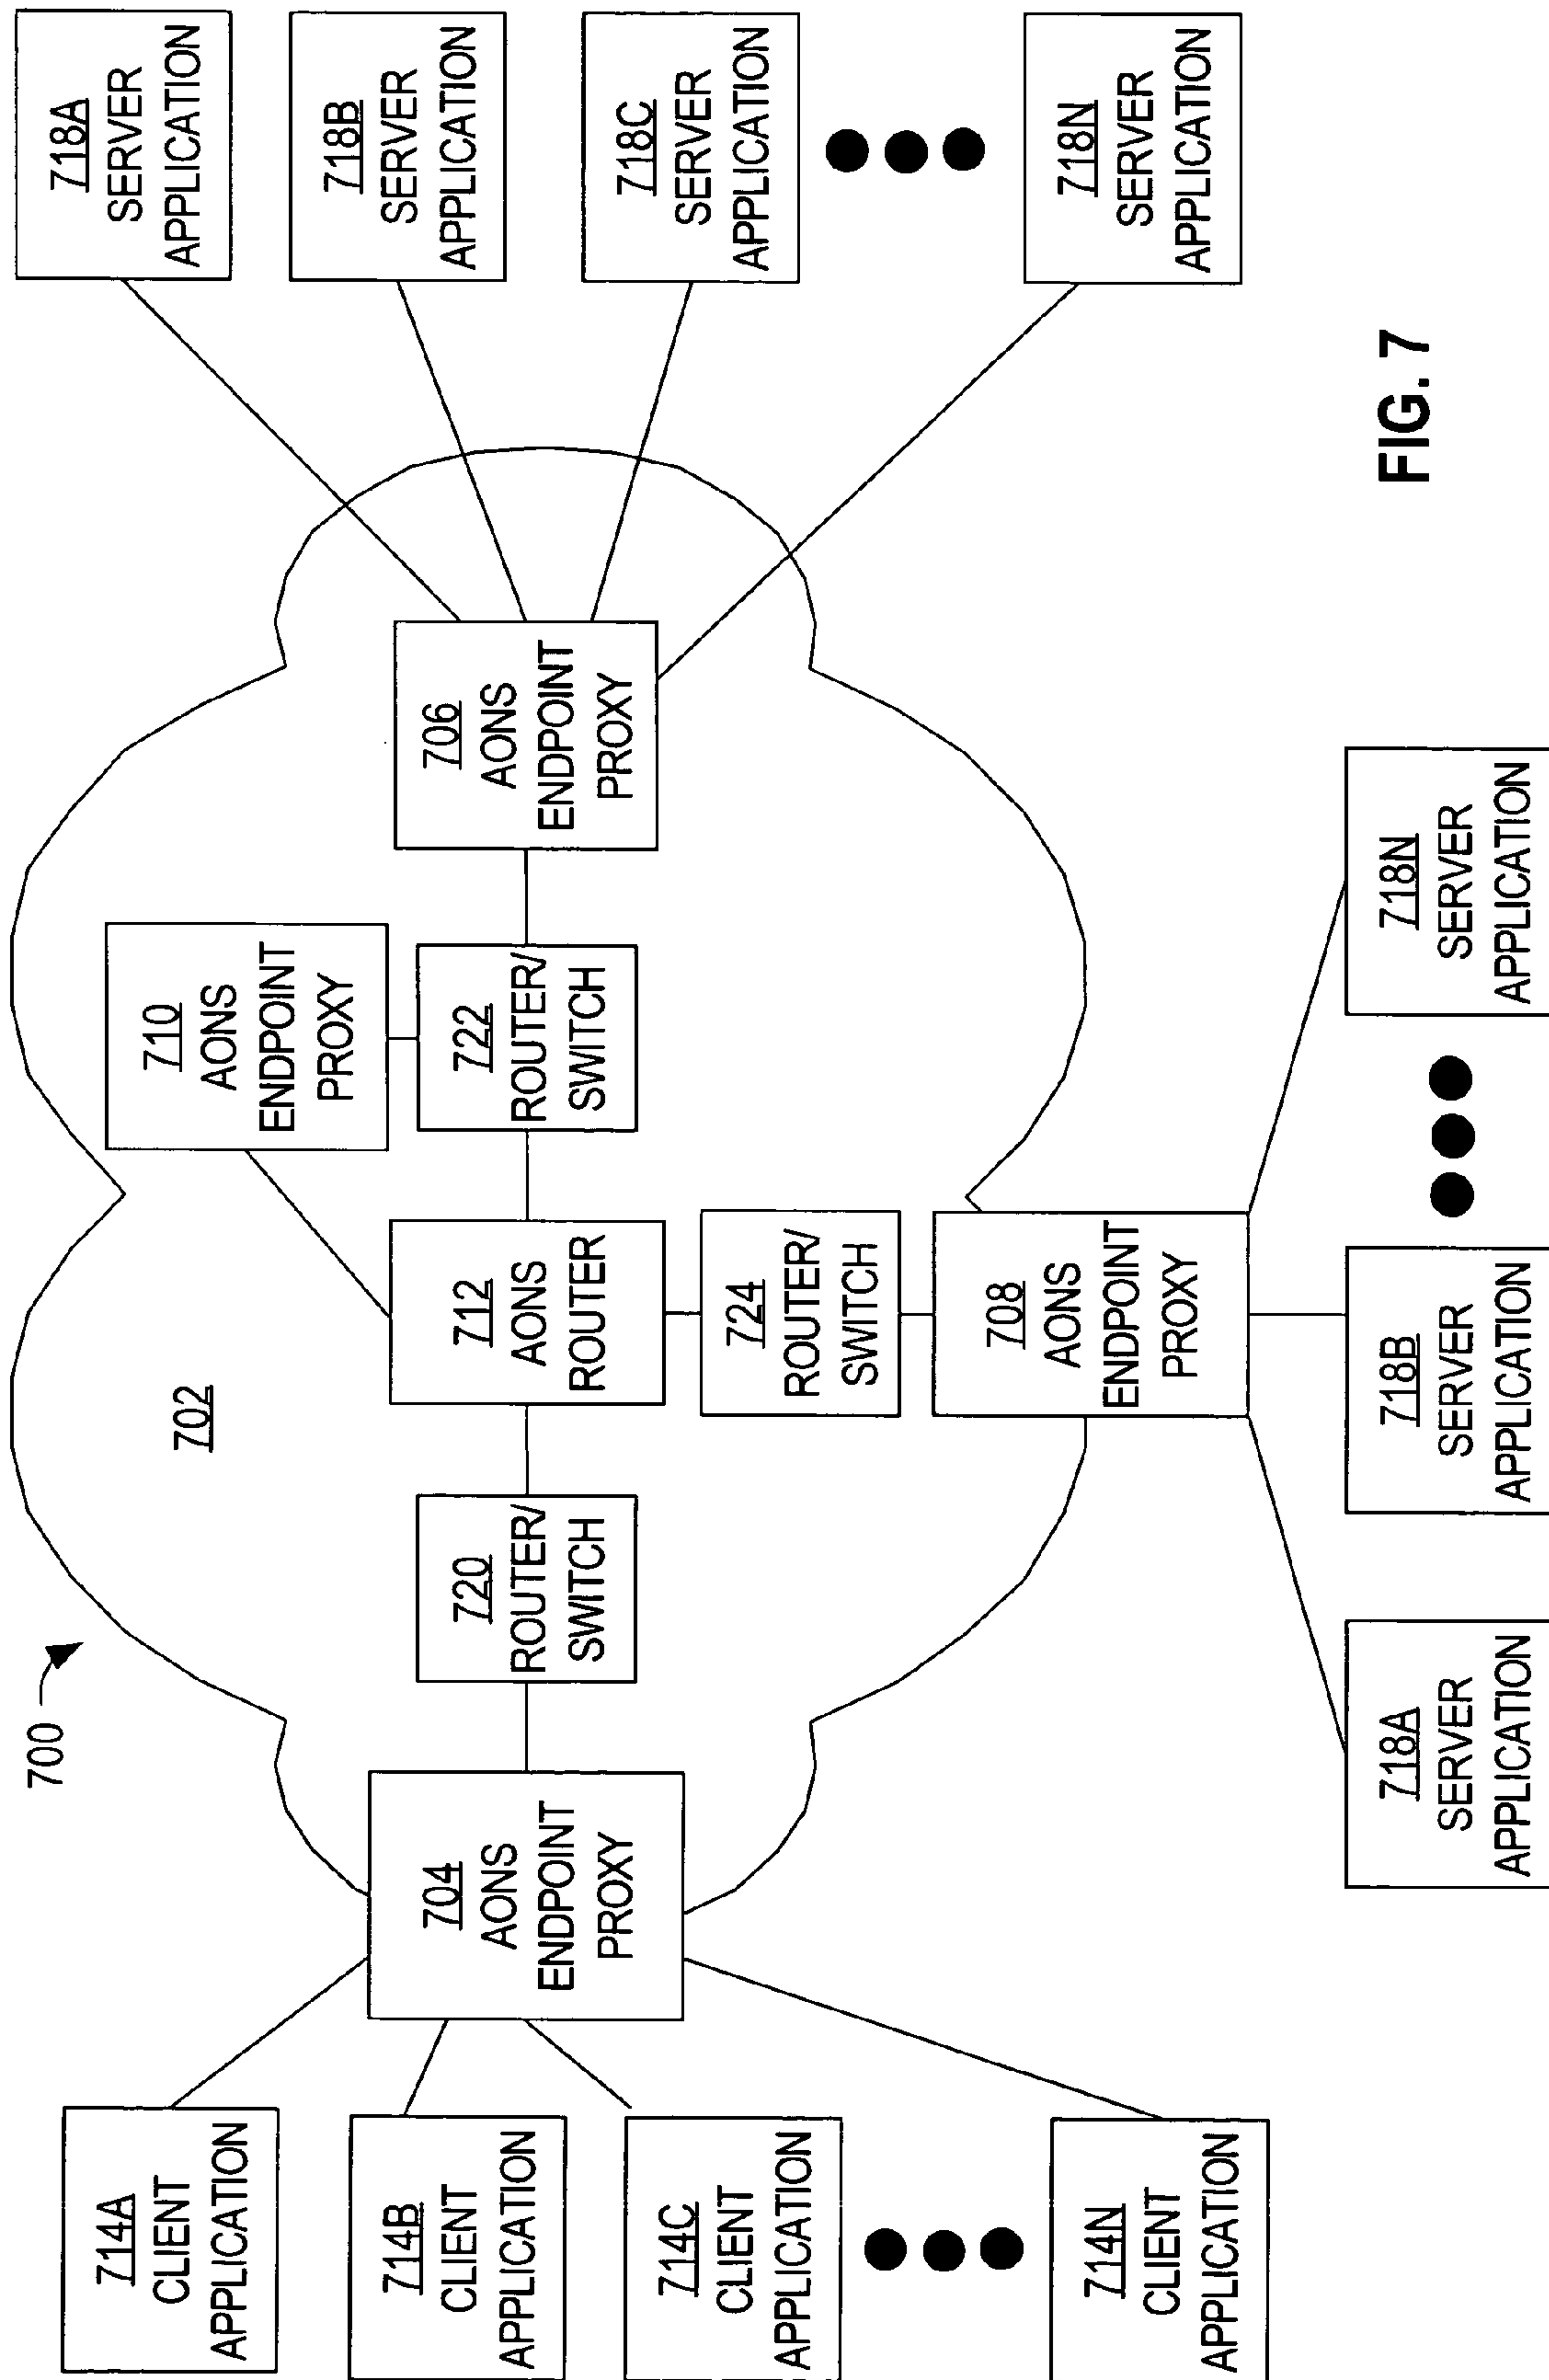 700
702
714A
CLIENT
APPLICATION
714B
CLIENT
APPLICATION
714C
CLIENT
APPLICATION
714N
CLIENT
APPLICATION
704
AONS
ENDPOINT
PROXY
720
ROUTER/
SWITCH
712
AONS
ROUTER
710
AONS
ENDPOINT
PROXY
722
ROUTER/
SWITCH
706
AONS
ENDPOINT
PROXY
724
ROUTER/
SWITCH
708
AONS
ENDPOINT
PROXY
718A
SERVER
APPLICATION
718B
SERVER
APPLICATION
718C
SERVER
APPLICATION
718N
SERVER
APPLICATION
718A
SERVER
APPLICATION
718B
SERVER
APPLICATION
718N
SERVER
APPLICATION
FIG. 7